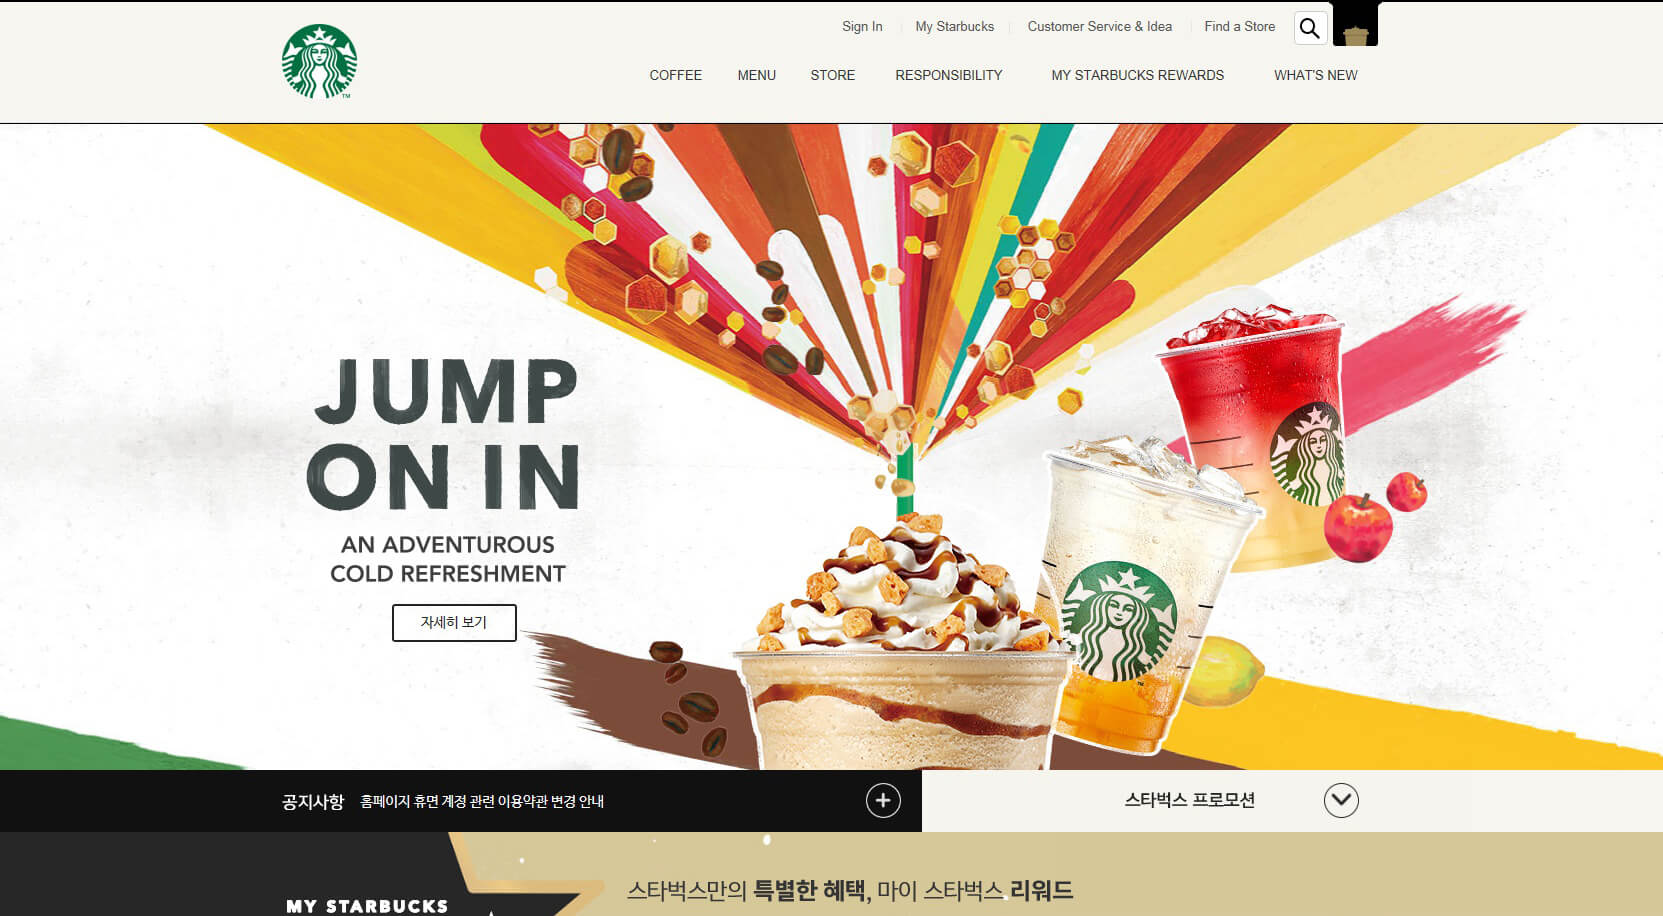 Sign In
My Starbucks
Customer Service & Idea
Find a Store
COFFEE
MENU
STORE
RESPONSIBILITY
MY STARBUCKS REWARDS
WHAT'S NEW
JUMP
ON IN
AN ADVENTUROUS
COLD REFRESHMENT
자세히 보기
공지사항 홈페이지 휴면 계정 관련 이용약관 변경 안내
스타벅스 프로모션
MY STARBUCKS
스타벅스만의 특별한 혜택, 마이 스타벅스 리워드